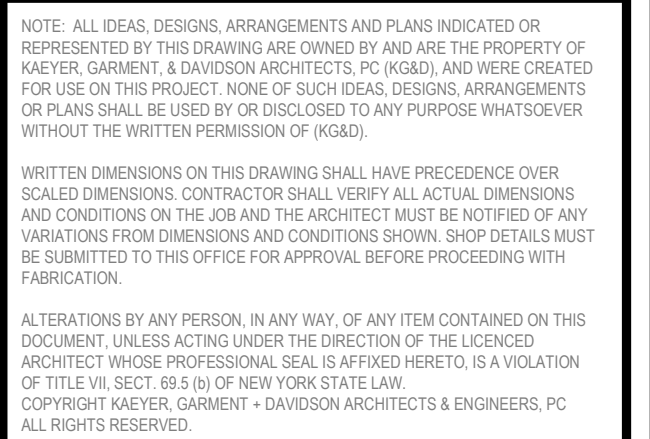 NOTE: ALL IDEAS, DESIGNS, ARRANGEMENTS AND PLANS INDICATED OR
REPRESENTED BY THIS DRAWING ARE OWNED BY AND ARE THE PROPERTY OF
KAEYER, GARMENT, & DAVIDSON ARCHITECTS, PC (KG&D), AND WERE CREATED
FOR USE ON THIS PROJECT. NONE OF SUCH IDEAS, DESIGNS, ARRANGEMENTS
OR PLANS SHALL BE USED BY OR DISCLOSED TO ANY PURPOSE WHATSOEVER
WITHOUT THE WRITTEN PERMISSION OF (KG&D).
WRITTEN DIMENSIONS ON THIS DRAWING SHALL HAVE PRECEDENCE OVER
SCALED DIMENSIONS. CONTRACTOR SHALL VERIFY ALL ACTUAL DIMENSIONS
AND CONDITIONS ON THE JOB AND THE ARCHITECT MUST BE NOTIFIED OF ANY
VARIATIONS FROM DIMENSIONS AND CONDITIONS SHOWN. SHOP DETAILS MUST
BE SUBMITTED TO THIS OFFICE FOR APPROVAL BEFORE PROCEEDING WITH
FABRICATION.
ALTERATIONS BY ANY PERSON, IN ANY WAY, OF ANY ITEM CONTAINED ON THIS
DOCUMENT, UNLESS ACTING UNDER THE DIRECTION OF THE LICENCED
ARCHITECT WHOSE PROFESSIONAL SEAL IS AFFIXED HERETO, IS A VIOLATION
OF TITLE VII, SECT. 69.5 (b) OF NEW YORK STATE LAW.
COPYRIGHT KAEYER, GARMENT + DAVIDSON ARCHITECTS & ENGINEERS, PC
ALL RIGHTS RESERVED.